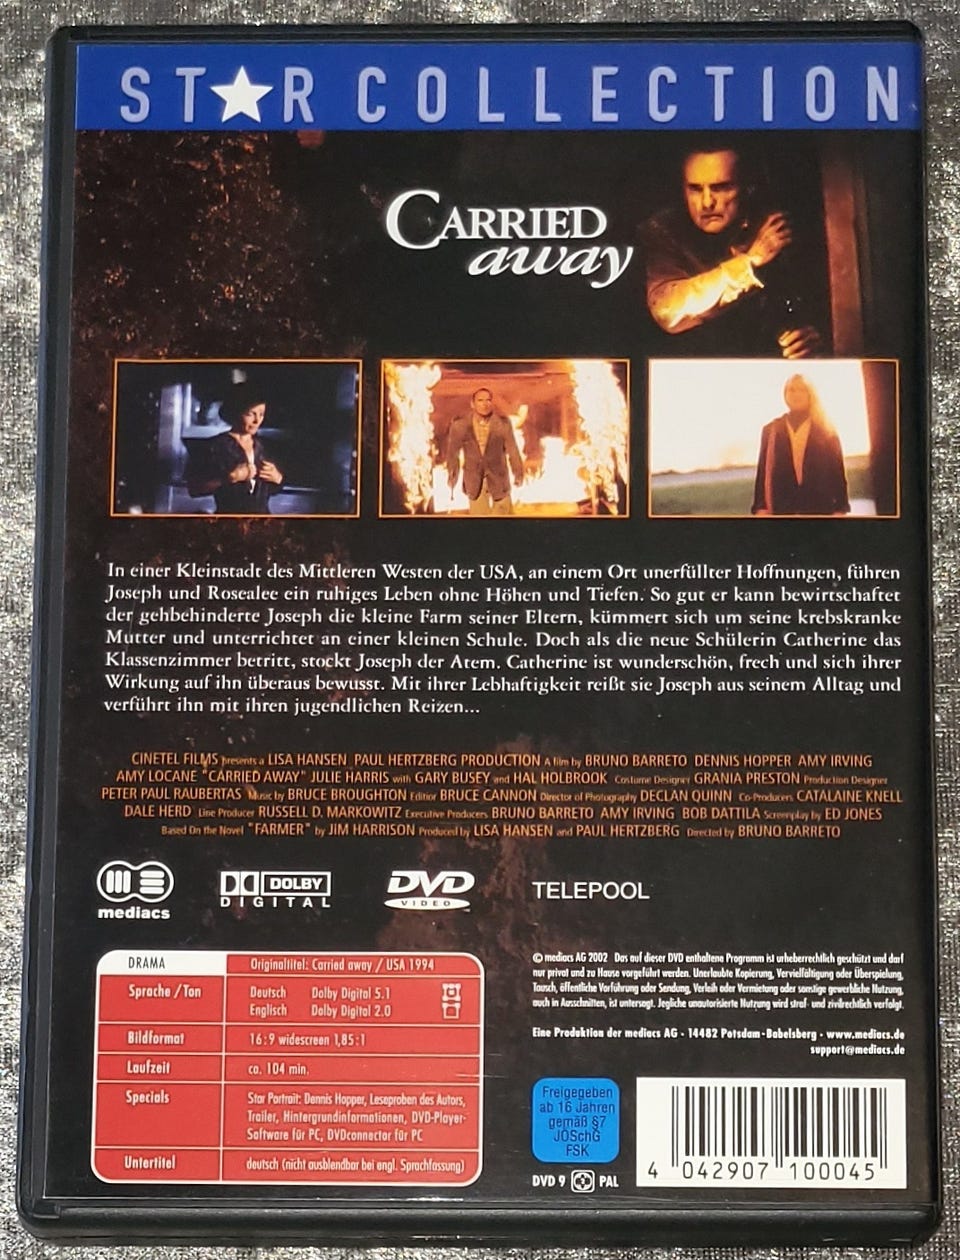 STAR COLLECTION
CARRIED
away
In einer Kleinstadt des Mittleren Westen der USA, an einem Ort unerfüllter Hoffnungen, führen
Joseph und Rosealee ein ruhiges Leben ohne Höhen und Tiefen. So gut er kann bewirtschaftet
der gehbehinderte Joseph die kleine Farm seiner Eltern, kümmert sich um seine krebskranke
Mutter und unterrichtet an einer kleinen Schule. Doch als die neue Schülerin Catherine das
Klassenzimmer betritt, stockt Joseph der Atem. Catherine ist wunderschön, frech und sich ihrer
Wirkung auf ihn überaus bewusst. Mit ihrer Lebhaftigkeit reißt sie Joseph aus seinem Alltag und
verführt ihn mit ihren jugendlichen Reizen...
CINETEL FILMS presents a LISA HANSEN PAUL HERTZBERG PRODUCTION A film by BRUNO BARRETO DENNIS HOPPER AMY IRVING
AMY LOCANE "CARRIED AWAY" JULIE HARRIS with GARY BUSEY and HAL HOLBROOK Costume Designer GRANIA PRESTON Production Designer
PETER PAUL RAUBERTAS Music by BRUCE BROUGHTON Editor BRUCE CANNON Director of Photography DECLAN QUINN Co-Producers CATALAINE KNELL
DALE HERD Line Producer RUSSELL D. MARKOWITZ Executive Producers BRUNO BARRETO AMY IRVING BOB DATTILA Screenplay by ED JONES
Based On the Novel "FARMER" by JIM HARRISON Produced by LISA HANSEN and PAUL HERTZBERG Directed by BRUNO BARRETO
mediacs
DOLBY
DIGITAL
DVD
VIDEO
TELEPOOL
DRAMA Originaltitel: Carried away / USA 1994
Sprache / Ton Deutsch Dolby Digital 5.1
Englisch Dolby Digital 2.0
Bildformat 16:9 widescreen 1,85:1
Laufzeit ca. 104 min.
Specials Star Portrait: Dennis Hopper, Leseproben des Autors,
Trailer, Hintergrundinformationen, DVD-Player-
Software für PC, DVDconnector für PC
Untertitel deutsch (nicht ausblendbar bei engl. Sprachfassung)
© mediacs AG 2002 Das auf dieser DVD enthaltene Programm ist urheberrechtlich geschützt und darf
nur privat und zu Hause vorgeführt werden. Unerlaubte Kopierung, Vervielfältigung oder Überspielung,
Tausch, öffentliche Vorführung oder Sendung, Verleih oder Vermietung oder sonstige gewerbliche Nutzung,
auch in Ausschnitten, ist untersagt. Jegliche unautorisierte Nutzung wird straf- und zivilrechtlich verfolgt.
Eine Produktion der mediacs AG · 14482 Potsdam-Babelsberg · www.mediacs.de
support@mediacs.de
Freigegeben
ab 16 Jahren
gemäß §7
JÖSchG
FSK
DVD 9 PAL
4 042907 100045